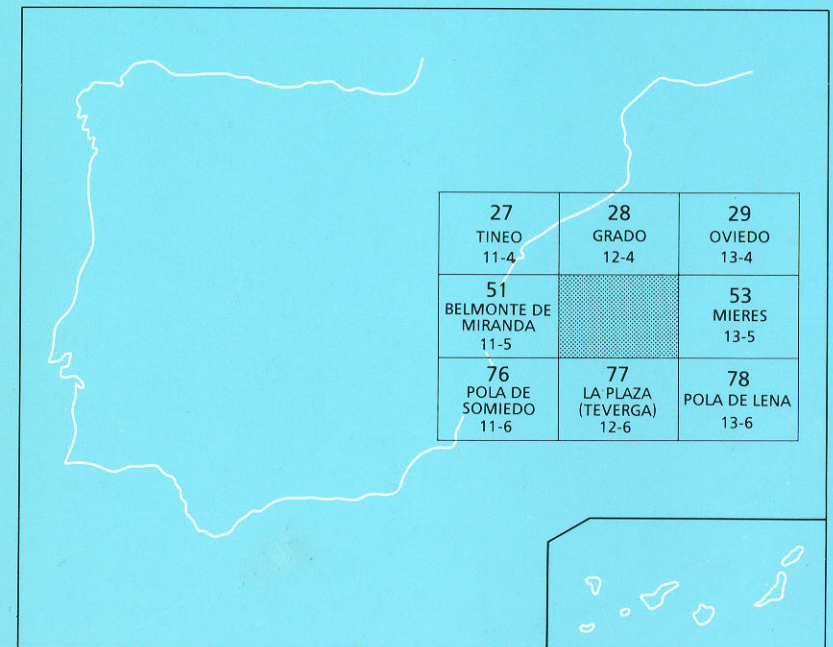 27
TINEO
11-4
28
GRADO
12-4
29
OVIEDO
13-4
51
BELMONTE DE
MIRANDA
11-5
53
MIERES
13-5
76
POLA DE
SOMIEDO
11-6
77
LA PLAZA
(TEVERGA)
12-6
78
POLA DE LENA
13-6